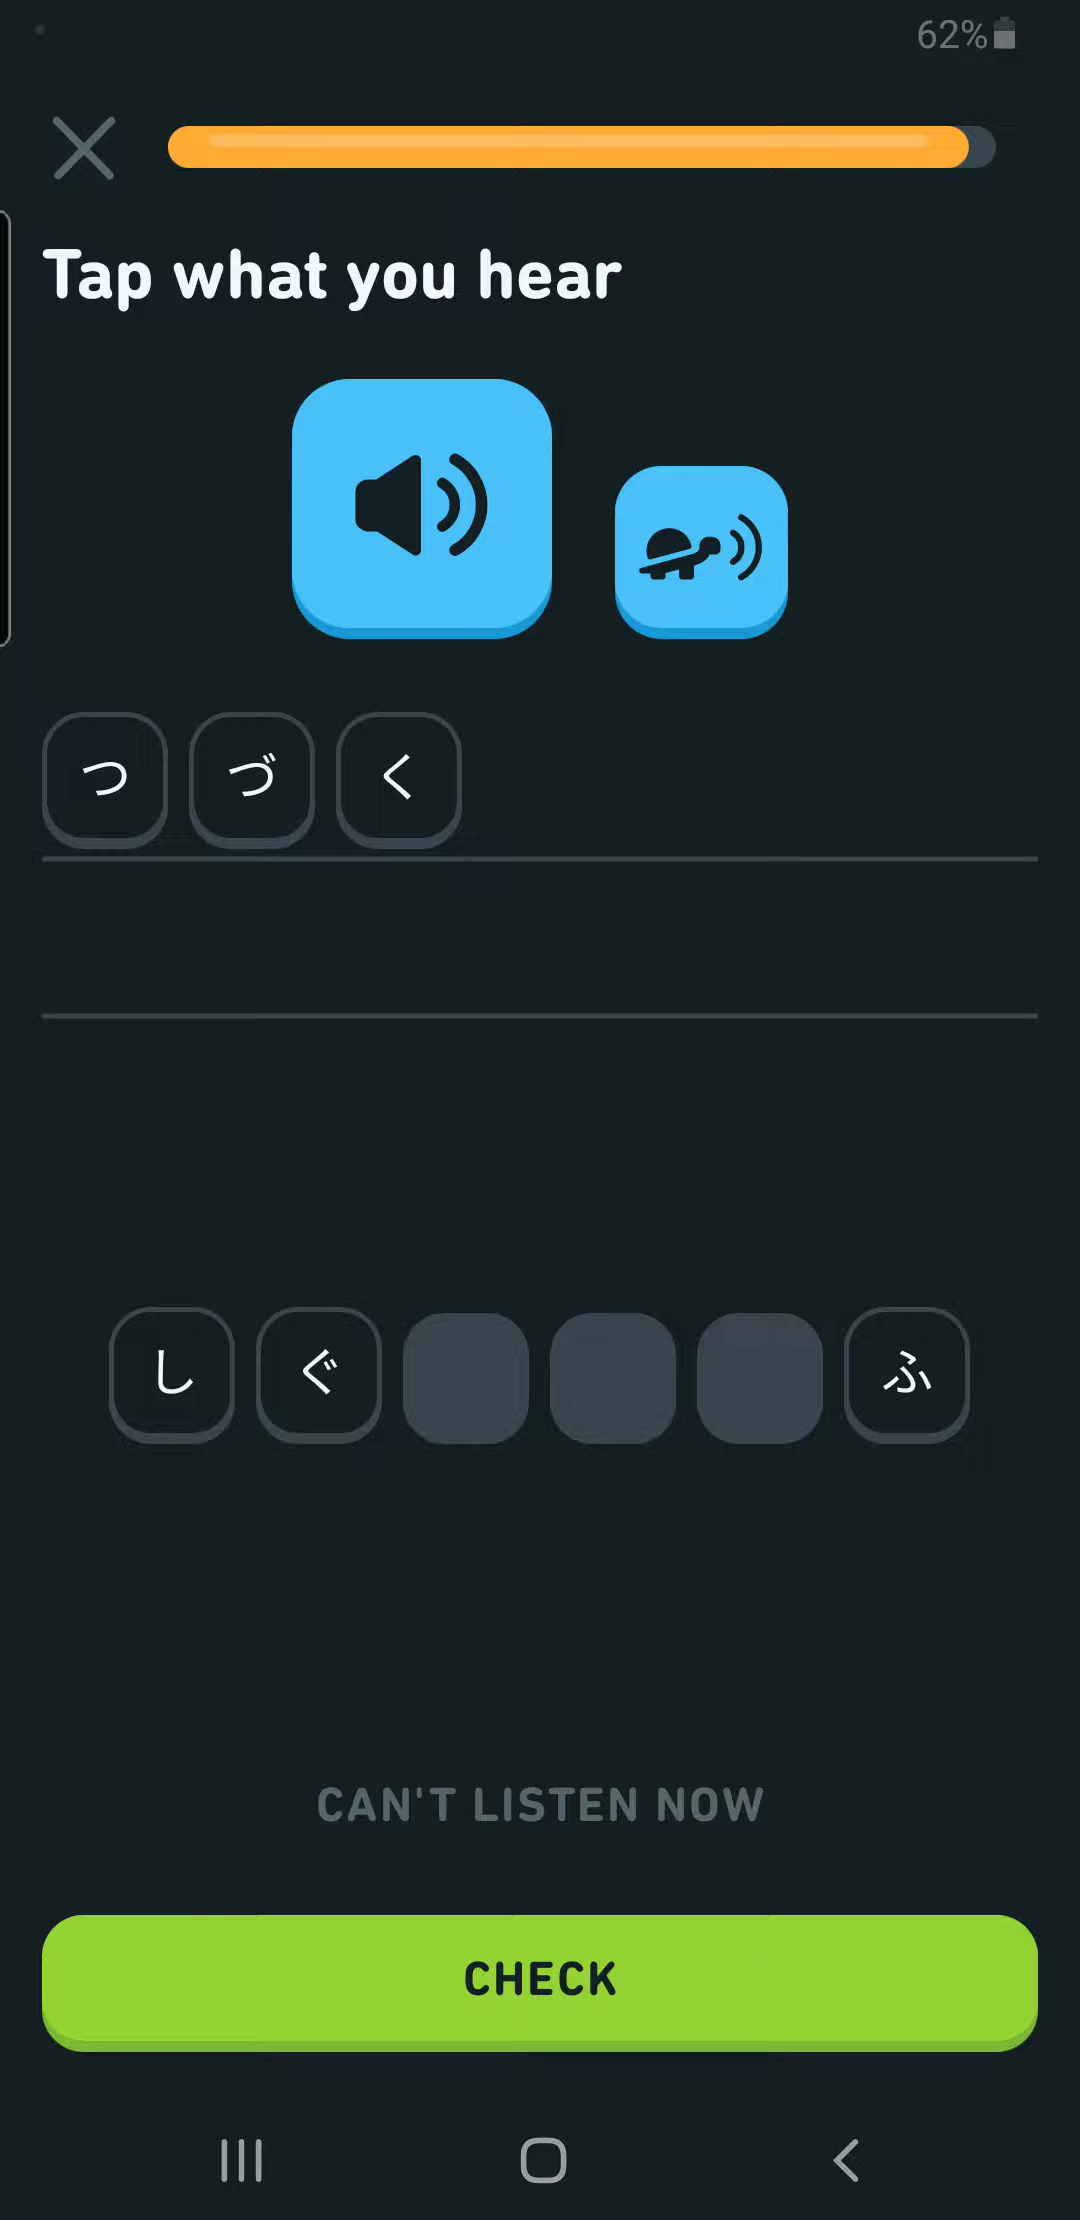 62%
Tap what you hear
つ づ く
し ぐ ふ
CAN'T LISTEN NOW
CHECK